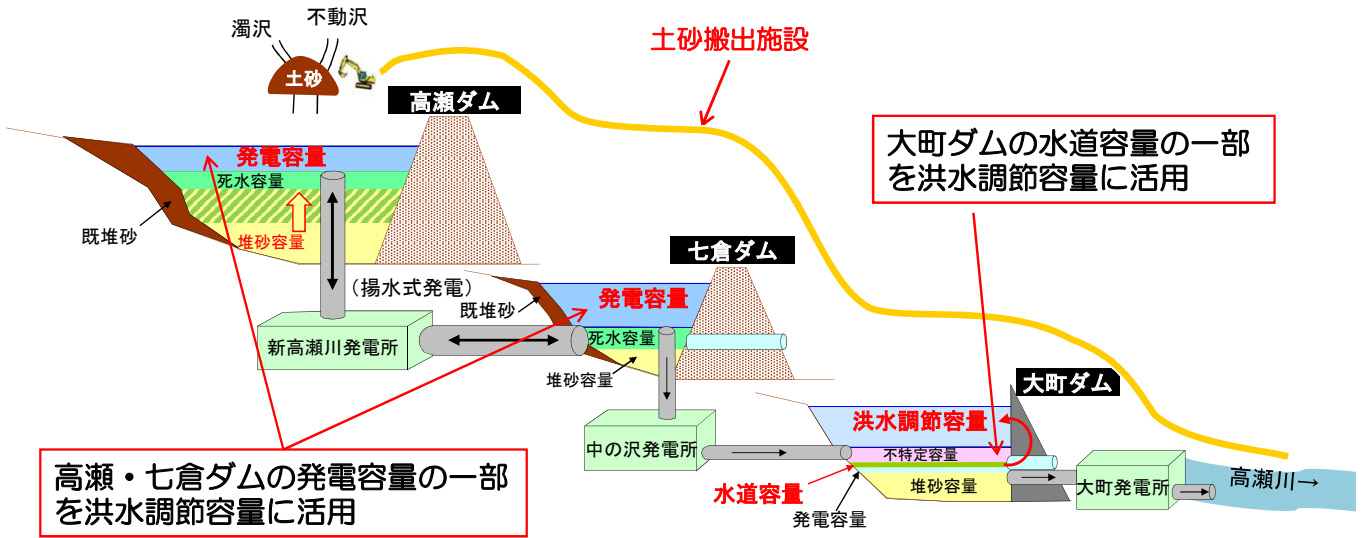 濁沢
不動沢
土砂
土砂搬出施設
高瀬ダム
大町ダムの水道容量の一部
を洪水調節容量に活用
発電容量
死水容量
既堆砂
堆砂容量
七倉ダム
(揚水式発電)
既堆砂
発電容量
新高瀬川発電所
死水容量
堆砂容量
大町ダム
洪水調節容量
中の沢発電所
不特定容量
高瀬・七倉ダムの発電容量の一部
を洪水調節容量に活用
水道容量
堆砂容量
発電容量
大町発電所
高瀬川→